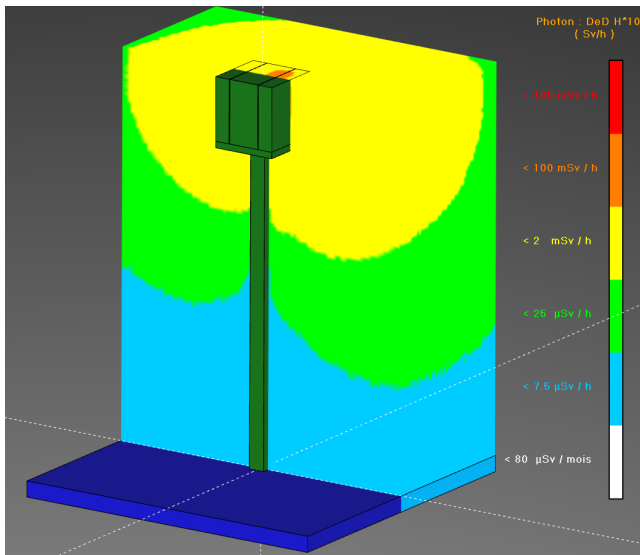 Photon : DeD H*10
( Sv/h )
< 100 mSv / h
< 2 mSv / h
< 25 µSv / h
< 7.5 µSv / h
< 80 µSv / mois